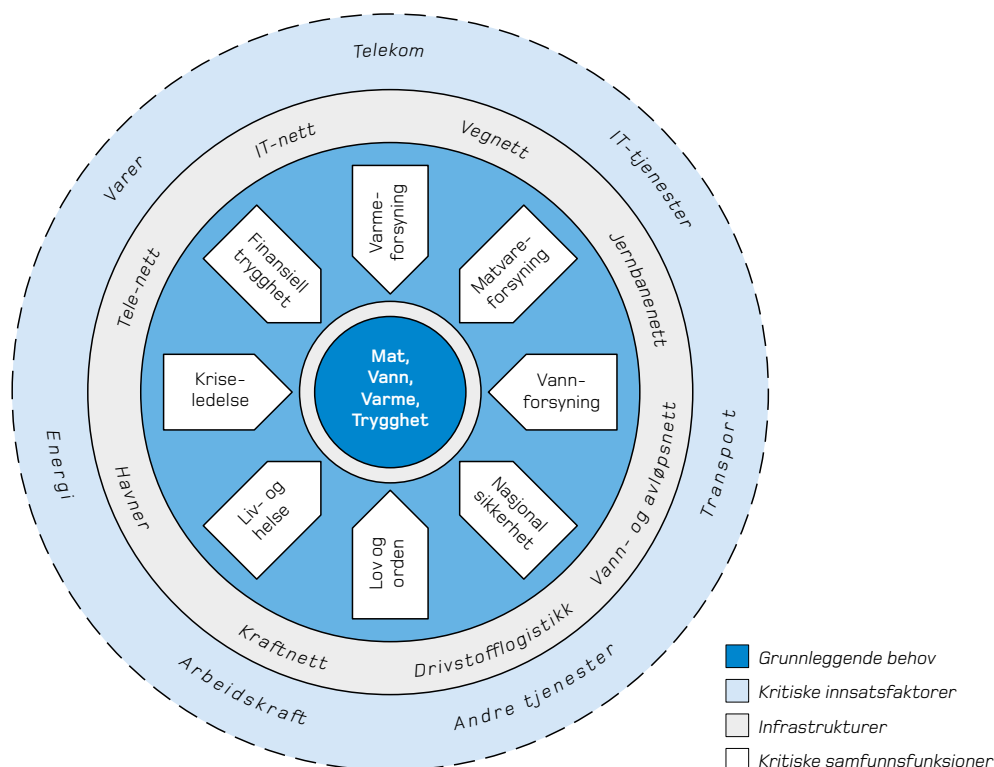 Telekom
IT-tjenester
Transport
Andre tjenester
Arbeidskraft
Energi
Varer
IT-nett
Vegnett
Jernbanenett
Vann- og avløpsnett
Drivstofflogistikk
Kraftnett
Havner
Tele-nett
Varme-
forsyning
Matvare-
forsyning
Vann-
forsyning
Nasjonal
sikkerhet
Lov og
orden
Liv- og
helse
Krise-
ledelse
Finansiell
trygghet
Mat,
Vann,
Varme,
Trygghet
Grunnleggende behov
Kritiske innsatsfaktorer
Infrastrukturer
Kritiske samfunnsfunksjoner